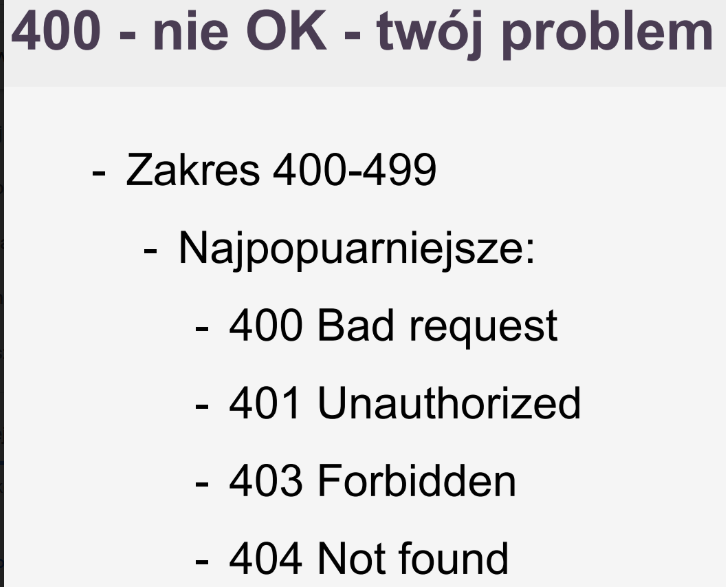 400 - nie OK - twój problem
- Zakres 400-499
- Najpopuarniejsze:
- 400 Bad request
- 401 Unauthorized
- 403 Forbidden
- 404 Not found